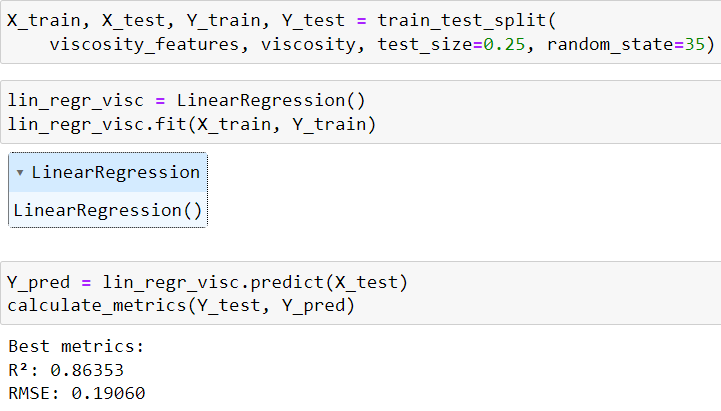 X_train, X_test, Y_train, Y_test = train_test_split(
    viscosity_features, viscosity, test_size=0.25, random_state=35)
lin_regr_visc = LinearRegression()
lin_regr_visc.fit(X_train, Y_train)
▾ LinearRegression
LinearRegression()
Y_pred = lin_regr_visc.predict(X_test)
calculate_metrics(Y_test, Y_pred)
Best metrics:
R²: 0.86353
RMSE: 0.19060